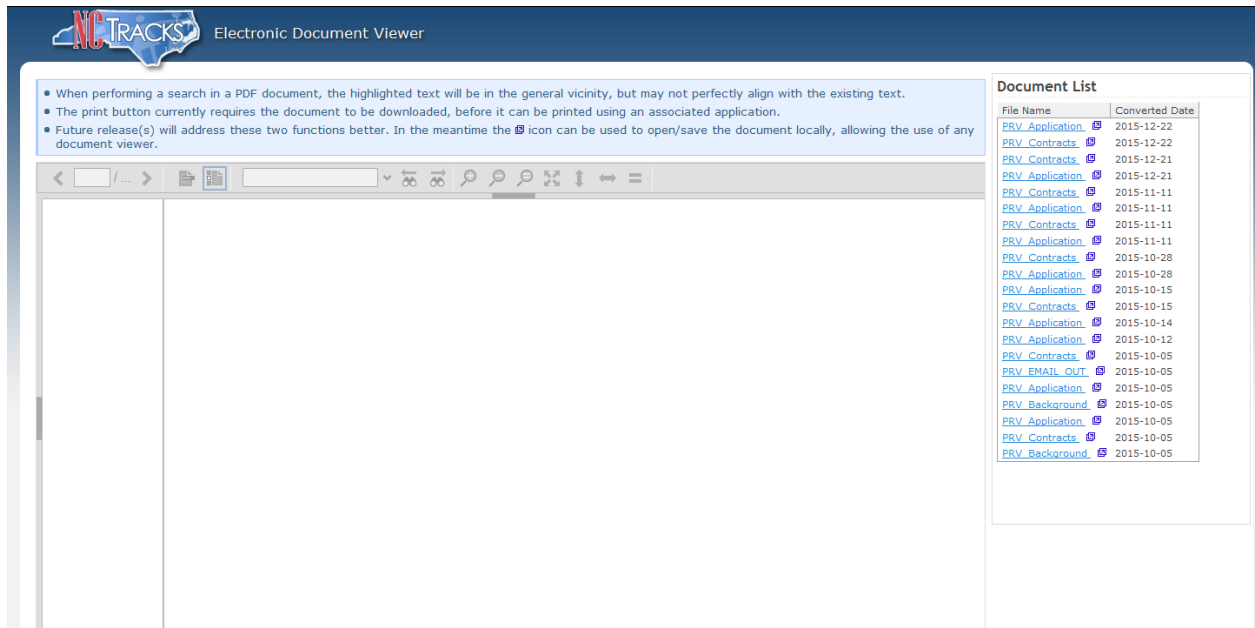 NCTRACKS Electronic Document Viewer
• When performing a search in a PDF document, the highlighted text will be in the general vicinity, but may not perfectly align with the existing text.
• The print button currently requires the document to be downloaded, before it can be printed using an associated application.
• Future release(s) will address these two functions better. In the meantime the icon can be used to open/save the document locally, allowing the use of any
document viewer.
/ ...
Document List
File Name Converted Date
PRV_Application_ 2015-12-22
PRV_Contracts_ 2015-12-22
PRV_Contracts_ 2015-12-21
PRV_Application_ 2015-12-21
PRV_Contracts_ 2015-11-11
PRV_Application_ 2015-11-11
PRV_Contracts_ 2015-11-11
PRV_Application_ 2015-11-11
PRV_Contracts_ 2015-10-28
PRV_Application_ 2015-10-28
PRV_Application_ 2015-10-15
PRV_Contracts_ 2015-10-15
PRV_Application_ 2015-10-14
PRV_Application_ 2015-10-12
PRV_Contracts_ 2015-10-05
PRV_EMAIL_OUT_ 2015-10-05
PRV_Application_ 2015-10-05
PRV_Background_ 2015-10-05
PRV_Application_ 2015-10-05
PRV_Contracts_ 2015-10-05
PRV_Background_ 2015-10-05